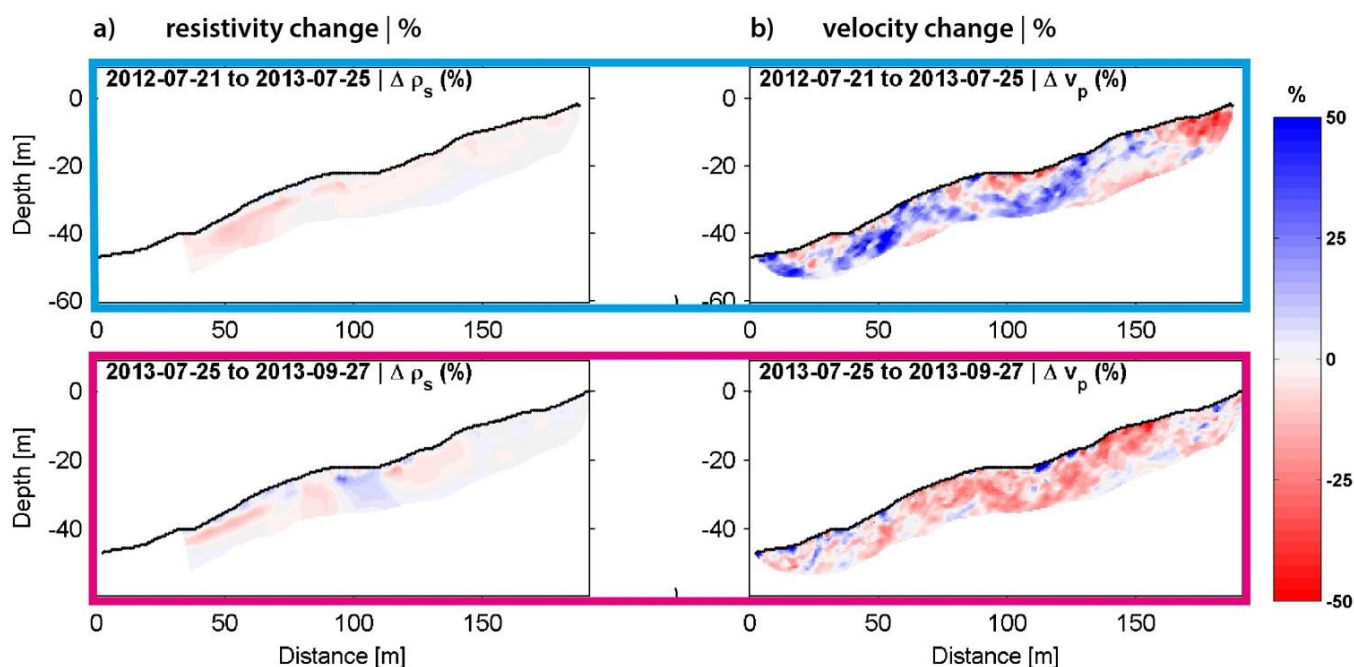 a) resistivity change | %
b) velocity change | %
2012-07-21 to 2013-07-25 | Δ ρs (%)
2012-07-21 to 2013-07-25 | Δ vp (%)
Depth [m]
0
-20
-40
-60
0 50 100 150
0
-20
-40
-60
)
0 50 100 150
2013-07-25 to 2013-09-27 | Δ ρs (%)
2013-07-25 to 2013-09-27 | Δ vp (%)
Depth [m]
0
-20
-40
0 50 100 150
Distance [m]
0
-20
-40
)
0 50 100 150
Distance [m]
%
50
25
0
-25
-50